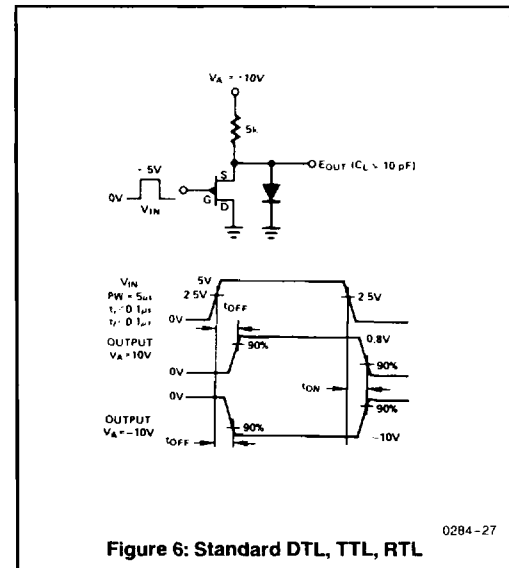 VA = -10V
5k
S
EOUT (CL ≤ 10 pF)
- 5V
0V
VIN
G
D
VIN
5V
PW = 5μs
2 5V
2 5V
tr 0 1μs
tf 0 1μs
0V
tOFF
OUTPUT
VA = 10V
0.8V
90%
90%
0V
tON
0V
90%
OUTPUT
VA = -10V
90%
tOFF
-10V
0284-27
Figure 6: Standard DTL, TTL, RTL